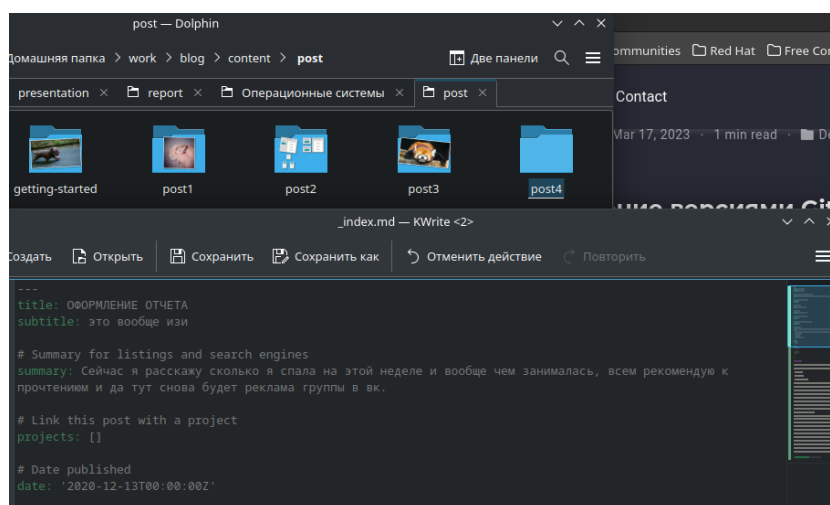 post — Dolphin
Домашняя папка > work > blog > content > post
Две панели
ommunities Red Hat Free Cor
presentation × report × Операционные системы × post ×
Contact
Mar 17, 2023 · 1 min read · De
getting-started post1 post2 post3 post4
_index.md — KWrite <2>
Создать Открыть Сохранить Сохранить как Отменить действие Повторить
---
title: ОФОРМЛЕНИЕ ОТЧЕТА
subtitle: это вообще изи
# Summary for listings and search engines
summary: Сейчас я расскажу сколько я спала на этой неделе и вообще чем занималась, всем рекомендую к
прочтениюм и да тут снова будет реклама группы в вк.
# Link this post with a project
projects: []
# Date published
date: '2020-12-13T00:00:00Z'